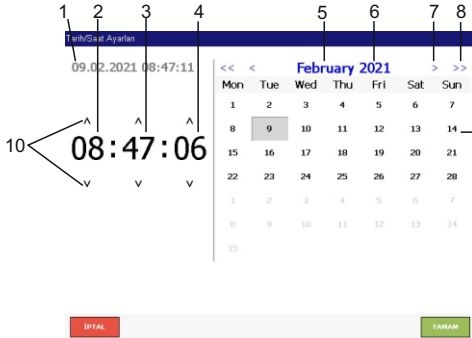 1 2 3 4 5 6 7 8
Tarih/Saat Ayarları
09.02.2021 08:47:11
<< < February 2021 > >>
Mon Tue Wed Thu Fri Sat Sun
1 2 3 4 5 6 7
8 9 10 11 12 13 14
15 16 17 18 19 20 21
22 23 24 25 26 27 28
1 2 3 4 5 6 7
8 9 10 11 12 13 14
15
10
08:47:06
İPTAL
TAMAM